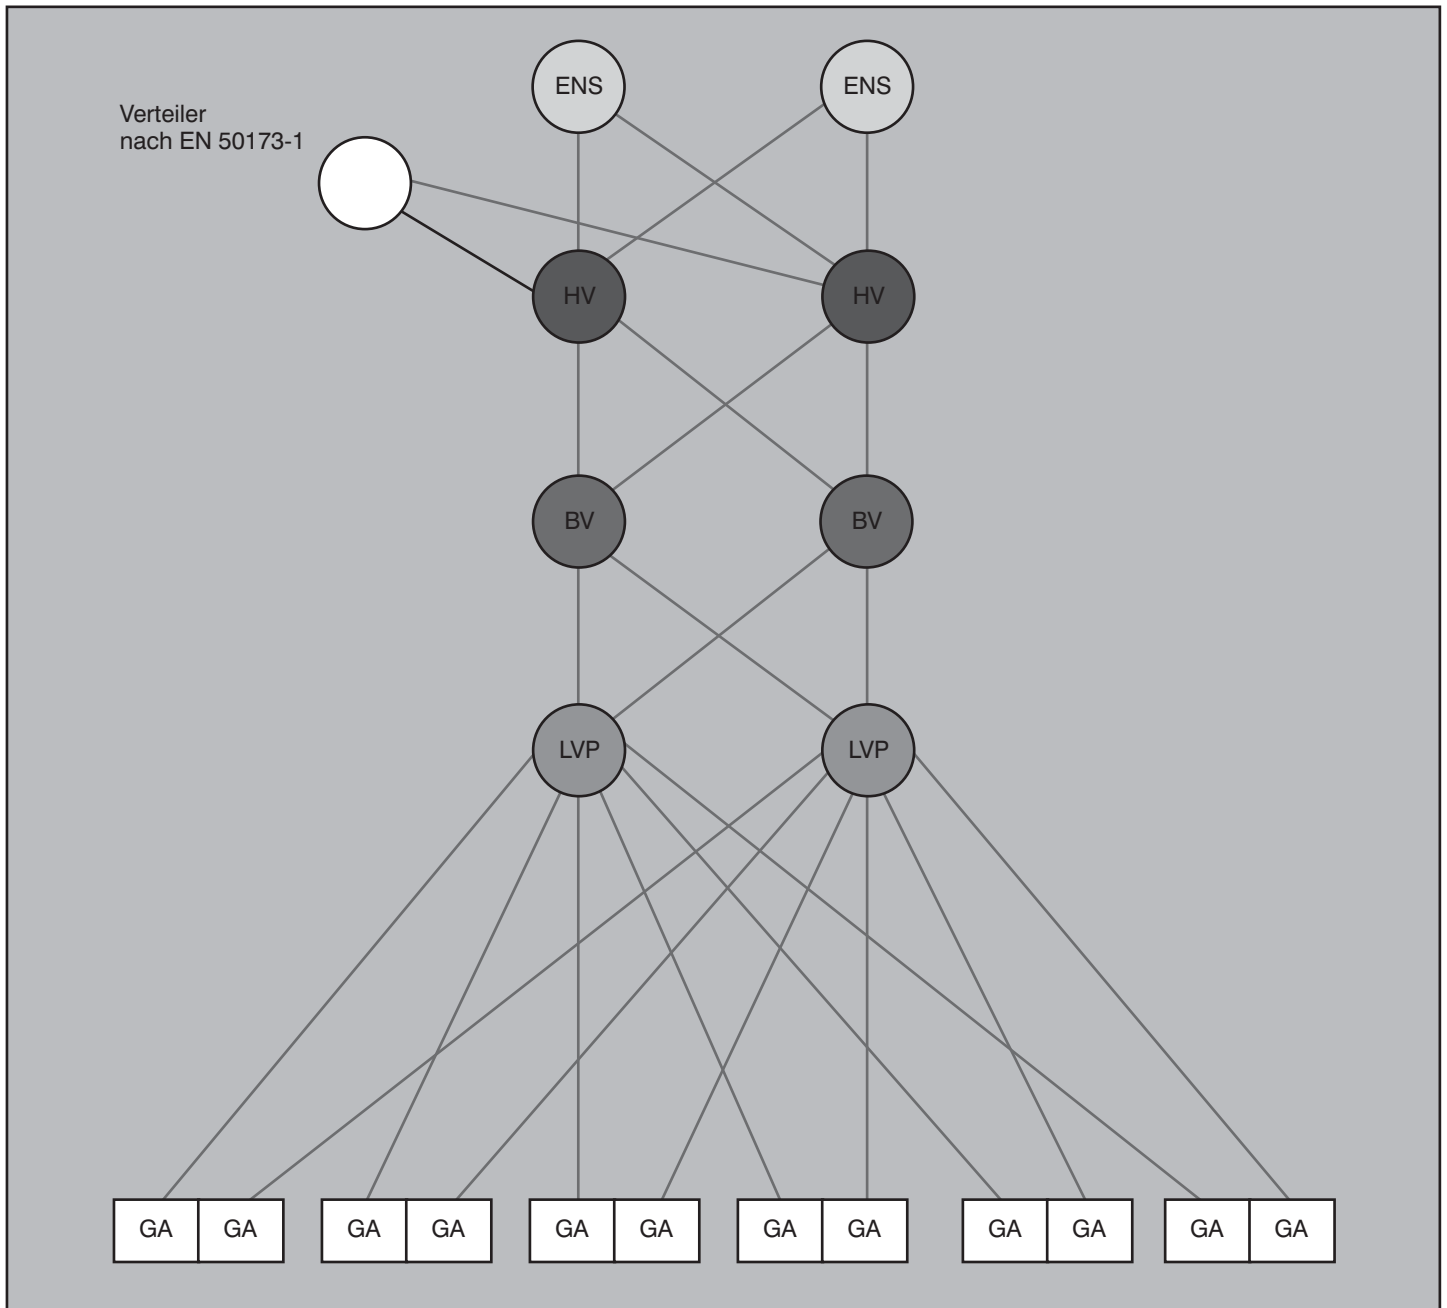 ENS ENS
Verteiler
nach EN 50173-1
HV HV
BV BV
LVP LVP
GA GA GA GA GA GA GA GA GA GA GA GA